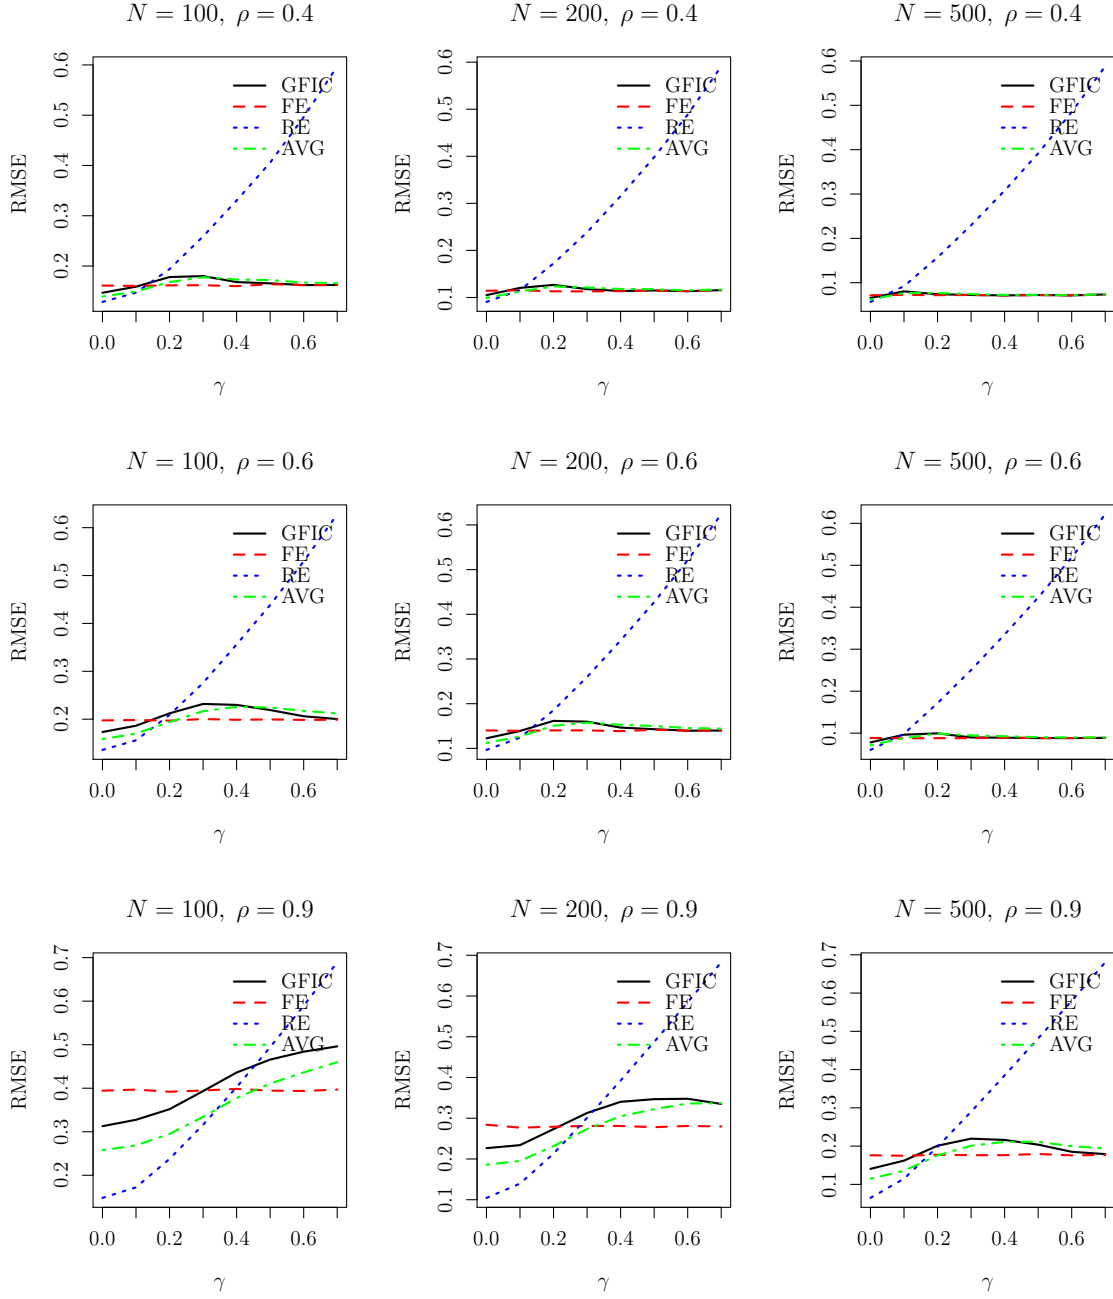 N = 100, ρ = 0.4
RMSE
0.2 0.3 0.4 0.5 0.6
GFIC
FE
RE
AVG
0.0 0.2 0.4 0.6
γ
N = 200, ρ = 0.4
RMSE
0.1 0.2 0.3 0.4 0.5 0.6
GFIC
FE
RE
AVG
0.0 0.2 0.4 0.6
γ
N = 500, ρ = 0.4
RMSE
0.1 0.2 0.3 0.4 0.5 0.6
GFIC
FE
RE
AVG
0.0 0.2 0.4 0.6
γ
N = 100, ρ = 0.6
RMSE
0.2 0.3 0.4 0.5 0.6
GFIC
FE
RE
AVG
0.0 0.2 0.4 0.6
γ
N = 200, ρ = 0.6
RMSE
0.1 0.2 0.3 0.4 0.5 0.6
GFIC
FE
RE
AVG
0.0 0.2 0.4 0.6
γ
N = 500, ρ = 0.6
RMSE
0.1 0.2 0.3 0.4 0.5 0.6
GFIC
FE
RE
AVG
0.0 0.2 0.4 0.6
γ
N = 100, ρ = 0.9
RMSE
0.2 0.3 0.4 0.5 0.6 0.7
GFIC
FE
RE
AVG
0.0 0.2 0.4 0.6
γ
N = 200, ρ = 0.9
RMSE
0.1 0.2 0.3 0.4 0.5 0.6 0.7
GFIC
FE
RE
AVG
0.0 0.2 0.4 0.6
γ
N = 500, ρ = 0.9
RMSE
0.1 0.2 0.3 0.4 0.5 0.6 0.7
GFIC
FE
RE
AVG
0.0 0.2 0.4 0.6
γ